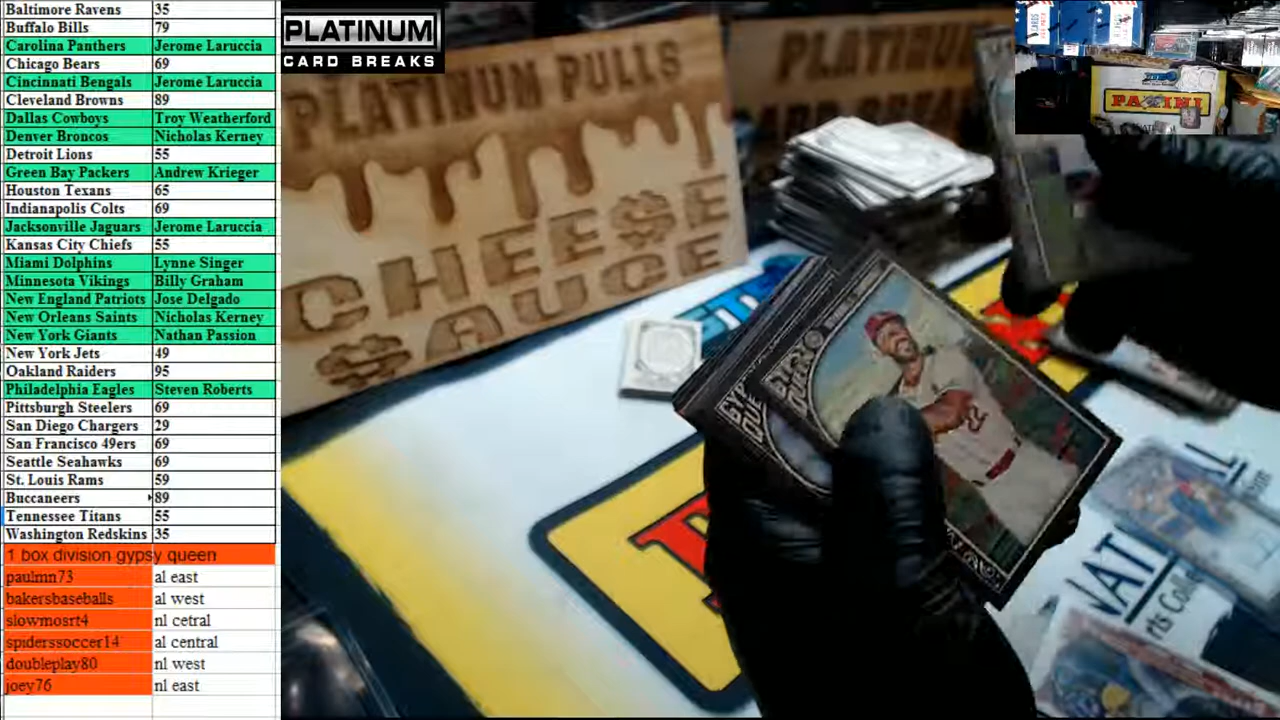 Baltimore Ravens 35
Buffalo Bills 79
Carolina Panthers Jerome Laruccia
Chicago Bears 69
Cincinnati Bengals Jerome Laruccia
Cleveland Browns 89
Dallas Cowboys Troy Weatherford
Denver Broncos Nicholas Kerney
Detroit Lions 55
Green Bay Packers Andrew Krieger
Houston Texans 65
Indianapolis Colts 69
Jacksonville Jaguars Jerome Laruccia
Kansas City Chiefs 55
Miami Dolphins Lynne Singer
Minnesota Vikings Billy Graham
New England Patriots Jose Delgado
New Orleans Saints Nicholas Kerney
New York Giants Nathan Passion
New York Jets 49
Oakland Raiders 95
Philadelphia Eagles Steven Roberts
Pittsburgh Steelers 69
San Diego Chargers 29
San Francisco 49ers 69
Seattle Seahawks 69
St. Louis Rams 59
Buccaneers 89
Tennessee Titans 55
Washington Redskins 35
1 box division gypsy queen
paulmn73 al east
bakersbaseballs al west
slowmosrt4 nl cetral
spiderssoccer14 al central
doubleplay80 nl west
joey76 nl east
PLATINUM
CARD BREAKS
PLATINUM PULLS
CHEE$E
$AUCE
PLATINUM
PANINI
GYPSY
QUEEN